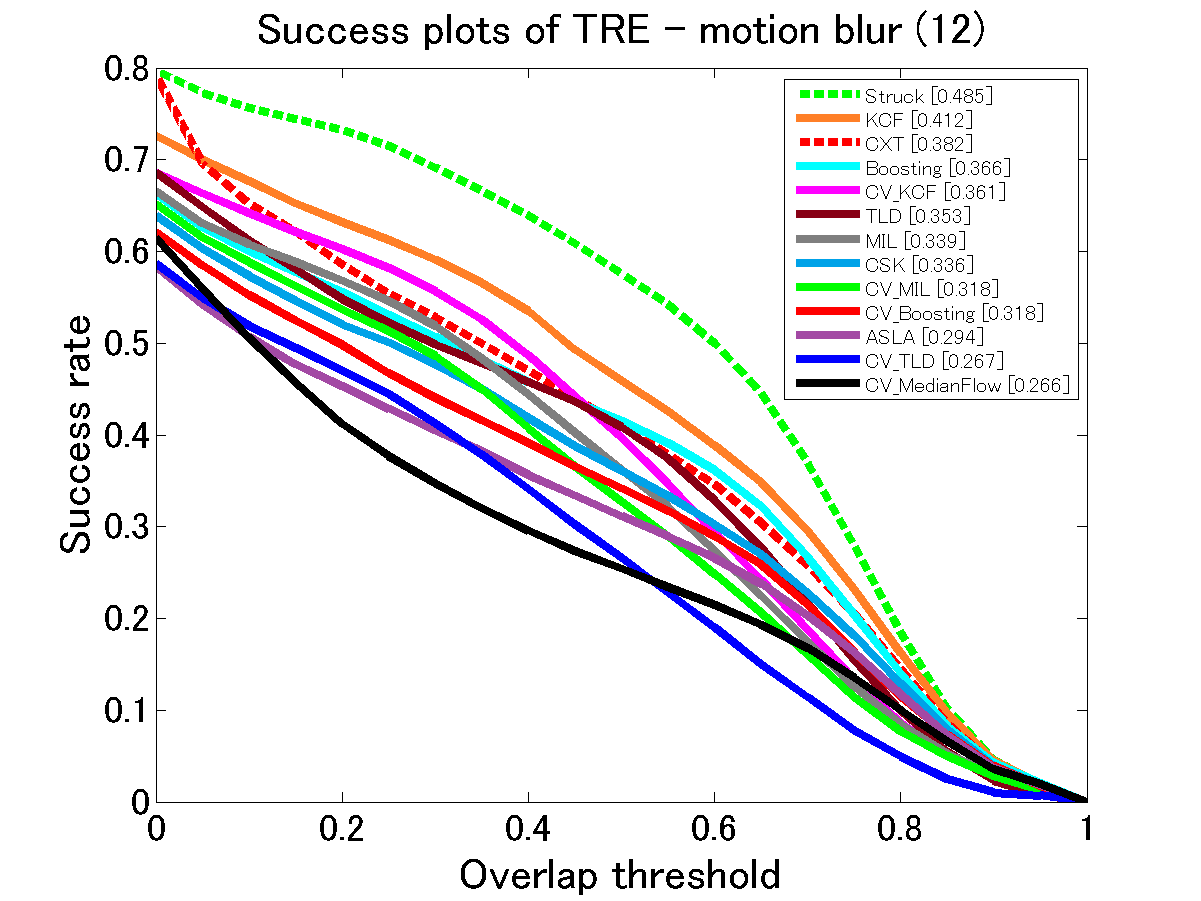 Success plots of TRE – motion blur (12)
Struck [0.485]
KCF [0.412]
CXT [0.382]
Boosting [0.366]
CV_KCF [0.361]
TLD [0.353]
MIL [0.339]
CSK [0.336]
CV_MIL [0.318]
CV_Boosting [0.318]
ASLA [0.294]
CV_TLD [0.267]
CV_MedianFlow [0.266]
Success rate
0.8
0.7
0.6
0.5
0.4
0.3
0.2
0.1
0
0 0.2 0.4 0.6 0.8 1
Overlap threshold